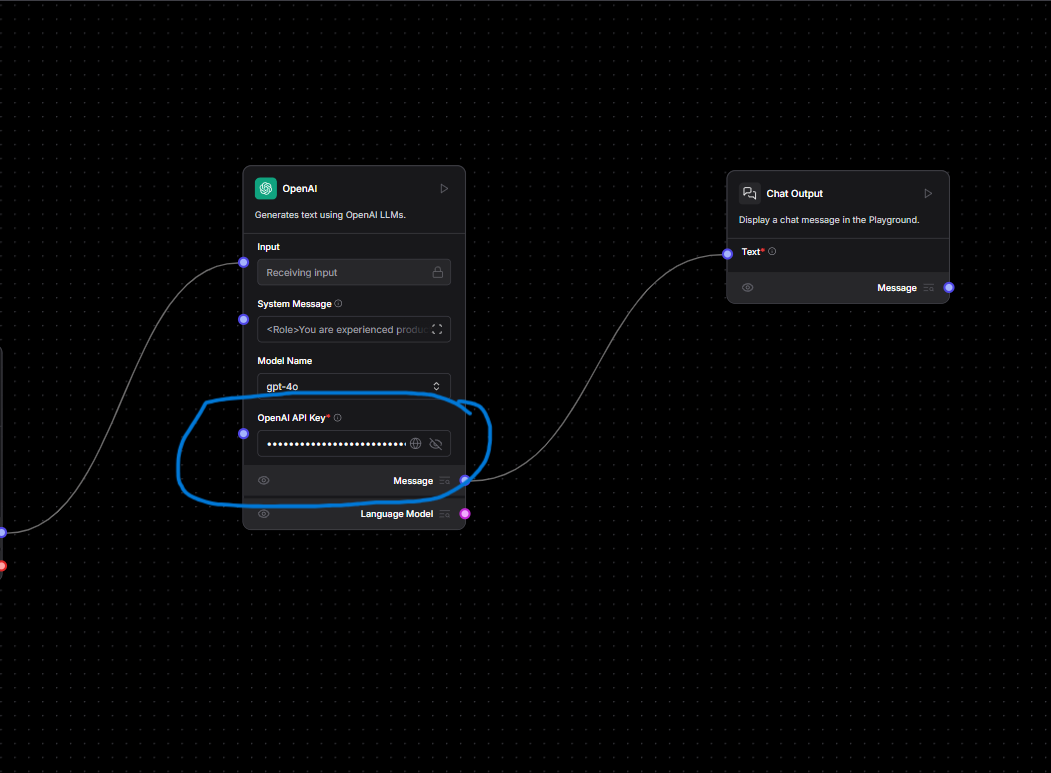 OpenAI
Generates text using OpenAI LLMs.
Input
Receiving input
System Message
<Role>You are experienced produc
Model Name
gpt-4o
OpenAI API Key*
Message
Language Model
Chat Output
Display a chat message in the Playground.
Text*
Message